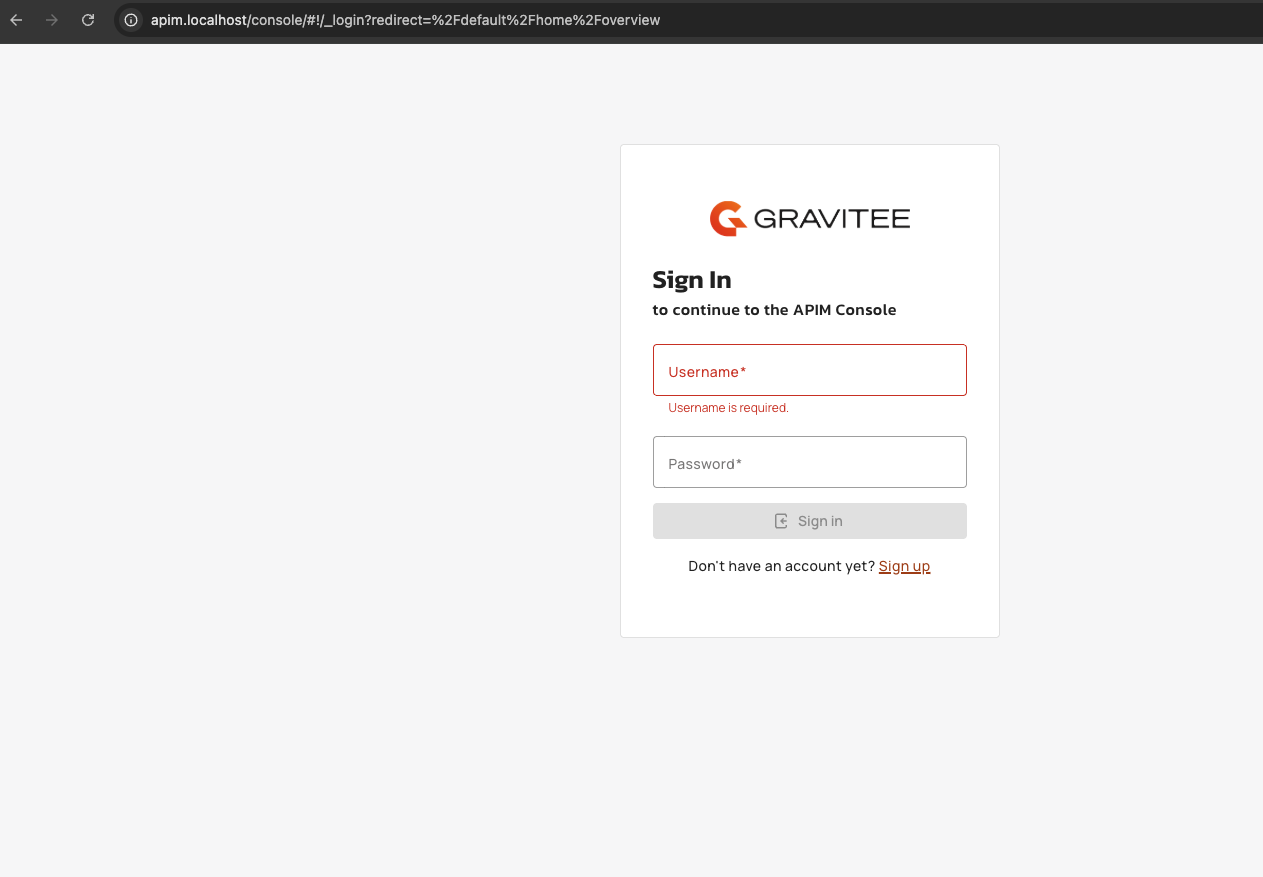 apim.localhost/console/#!/_login?redirect=%2Fdefault%2Fhome%2Foverview
GRAVITEE
Sign In
to continue to the APIM Console
Username*
Username is required.
Password*
Sign in
Don't have an account yet? Sign up